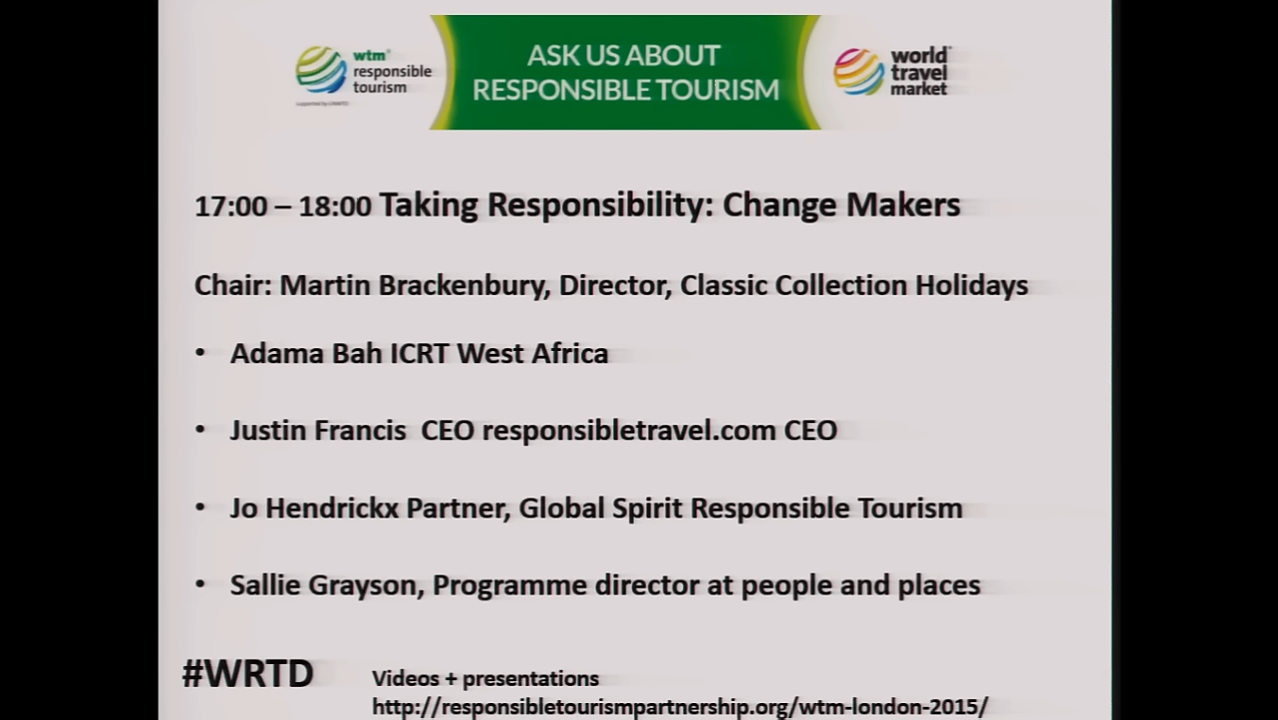 wtm®
responsible
tourism
ASK US ABOUT
RESPONSIBLE TOURISM
world
travel
market
17:00 – 18:00 Taking Responsibility: Change Makers
Chair: Martin Brackenbury, Director, Classic Collection Holidays
• Adama Bah ICRT West Africa
• Justin Francis CEO responsibletravel.com CEO
• Jo Hendrickx Partner, Global Spirit Responsible Tourism
• Sallie Grayson, Programme director at people and places
#WRTD
Videos + presentations
http://responsibletourismpartnership.org/wtm-london-2015/